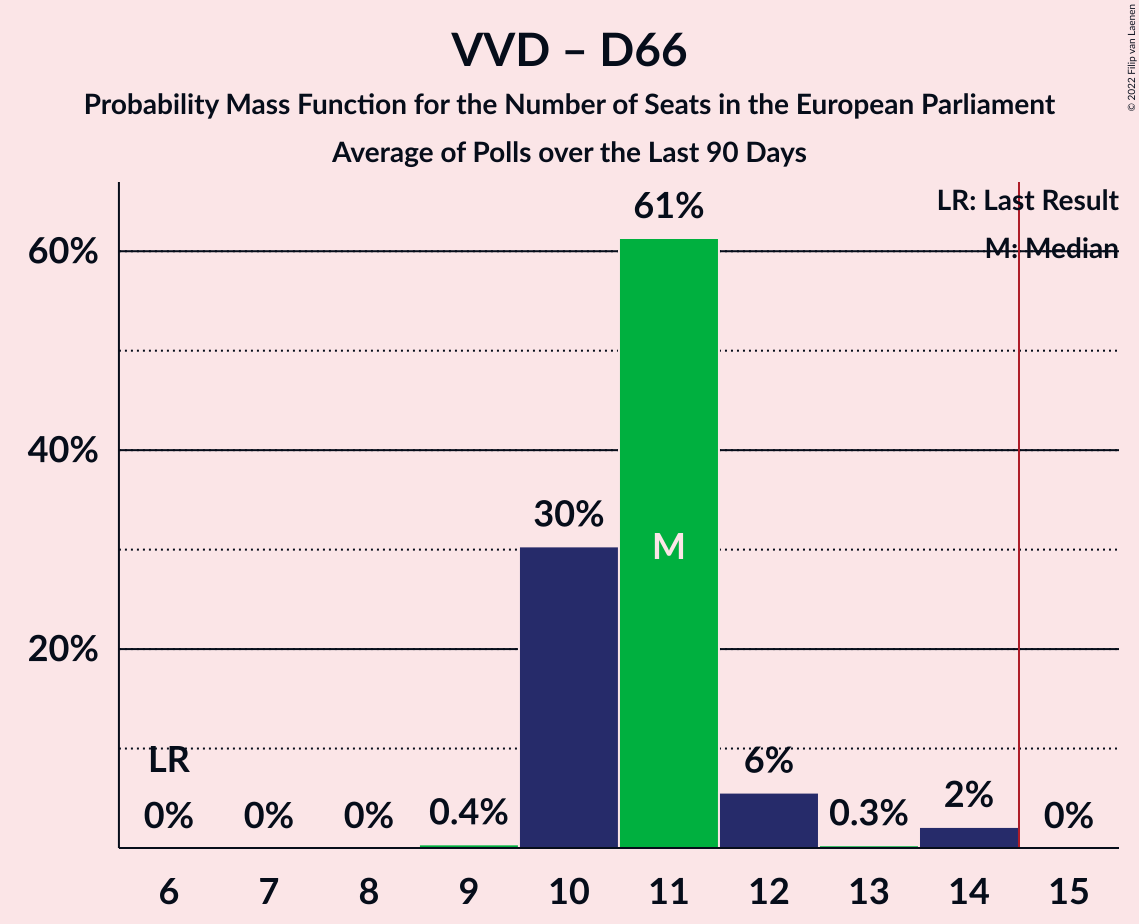 VVD – D66
Probability Mass Function for the Number of Seats in the European Parliament
Average of Polls over the Last 90 Days
© 2022 Filip van Laenen
LR: Last Result
M: Median
60%
40%
20%
61%
30%
M
LR
0%
0%
0%
0.4%
6%
0.3%
2%
0%
6
7
8
9
10
11
12
13
14
15